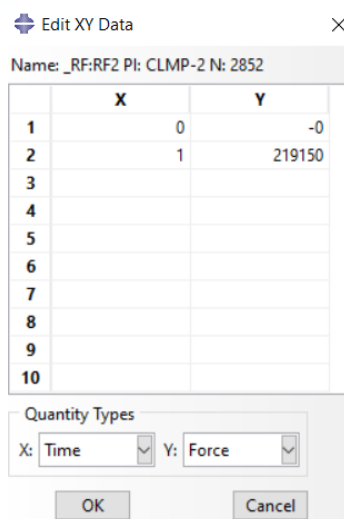 Edit XY Data
Name: _RF:RF2 PI: CLMP-2 N: 2852
X Y
1 0 -0
2 1 219150
3
4
5
6
7
8
9
10
Quantity Types
X: Time Y: Force
OK Cancel